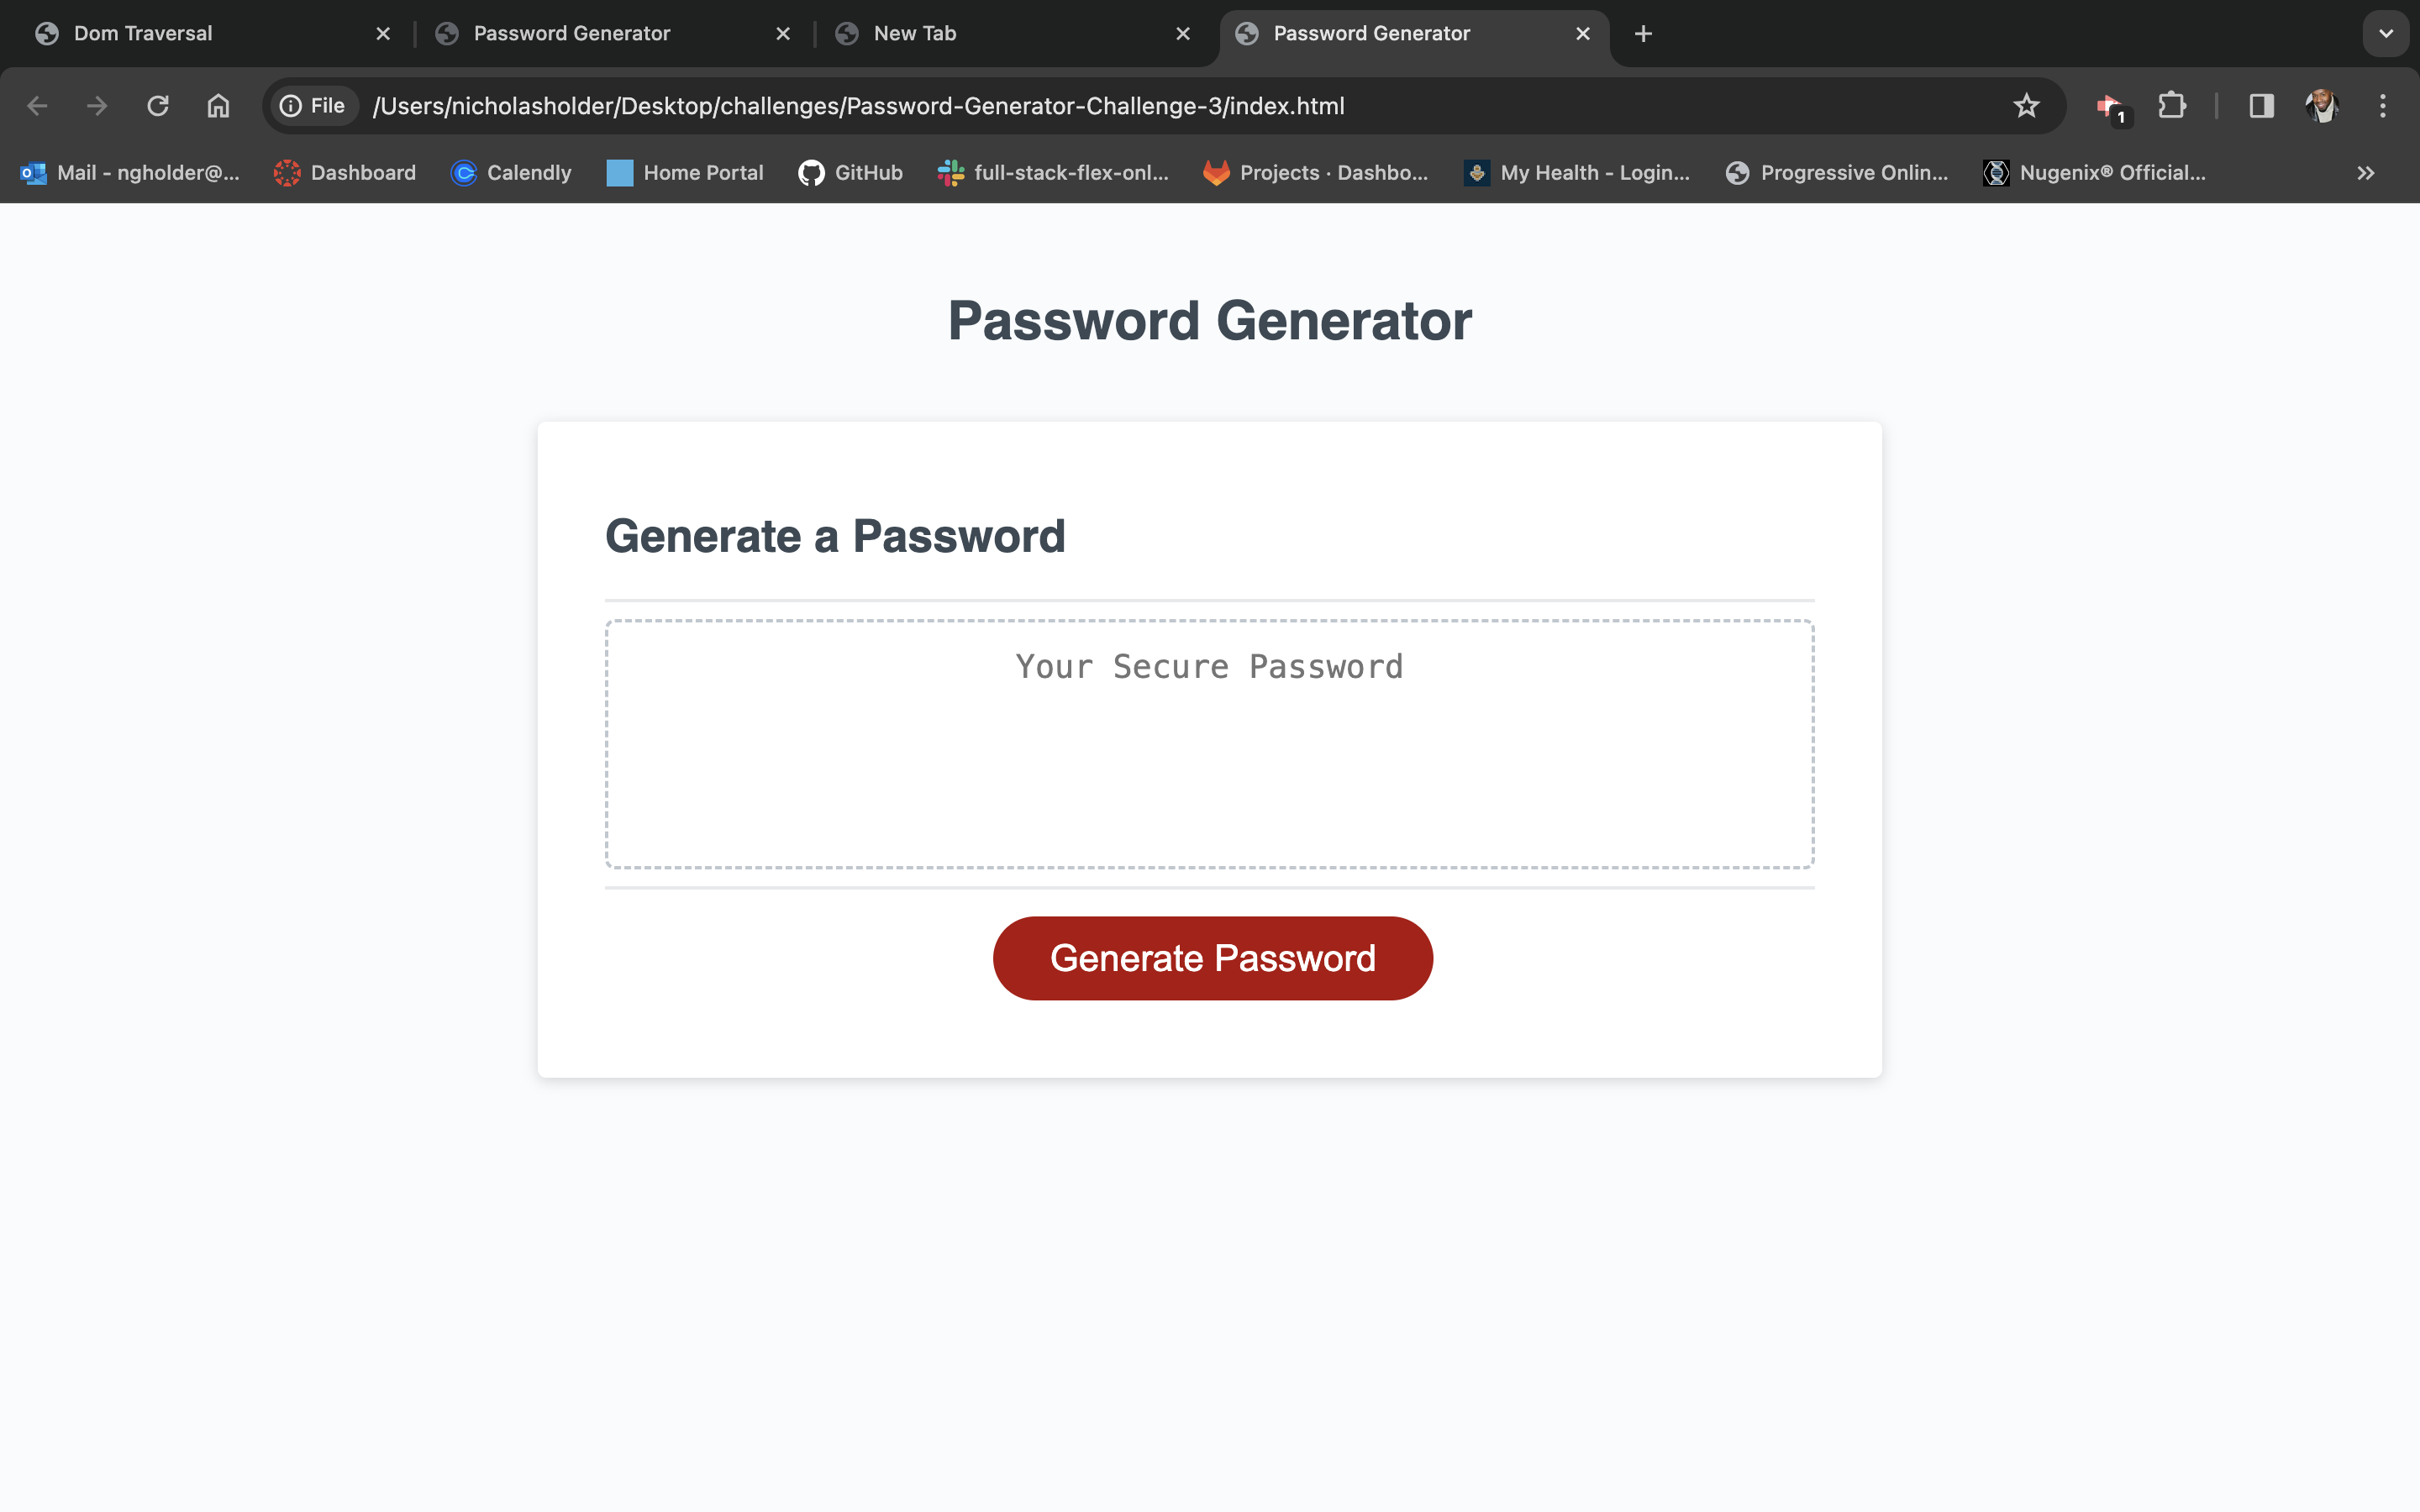 Dom Traversal
Password Generator
New Tab
Password Generator
File /Users/nicholasholder/Desktop/challenges/Password-Generator-Challenge-3/index.html
1
Mail - ngholder@...
Dashboard
Calendly
Home Portal
GitHub
full-stack-flex-onl...
Projects · Dashbo...
My Health - Login...
Progressive Onlin...
Nugenix® Official...
Password Generator
Generate a Password
Your Secure Password
Generate Password